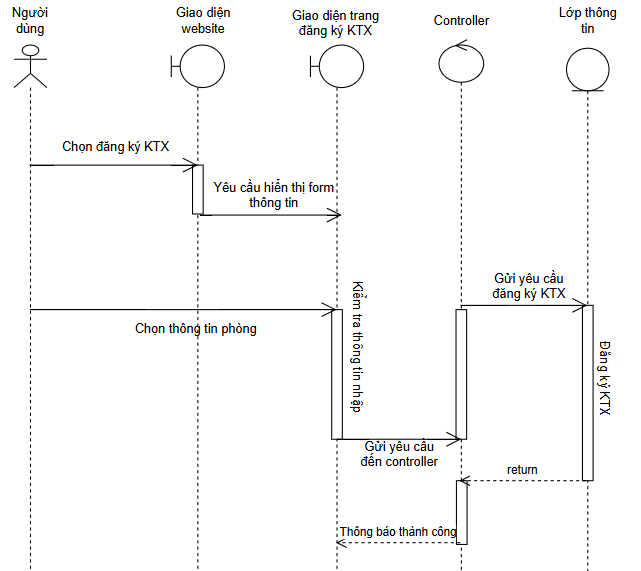 Người
dùng
Giao diện
website
Giao diện trang
đăng ký KTX
Controller
Lớp thông
tin
Chọn đăng ký KTX
Yêu cầu hiển thị form
thông tin
Gửi yêu cầu
đăng ký KTX
Chọn thông tin phòng
Kiểm tra thông tin nhập
Đăng ký KTX
Gửi yêu cầu
đến controller
return
Thông báo thành công